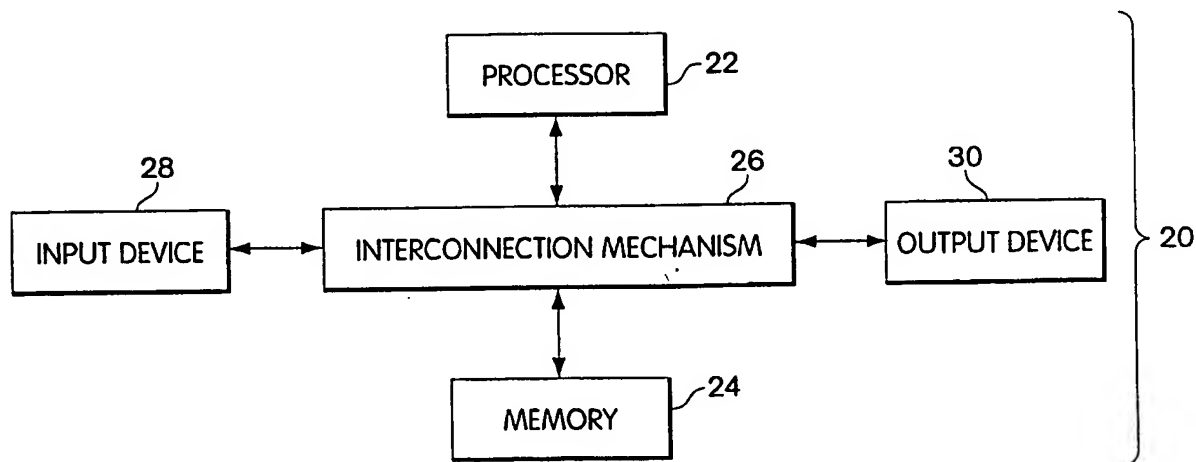 PROCESSOR
22
28
26
30
INPUT DEVICE
INTERCONNECTION MECHANISM
OUTPUT DEVICE
20
MEMORY
24